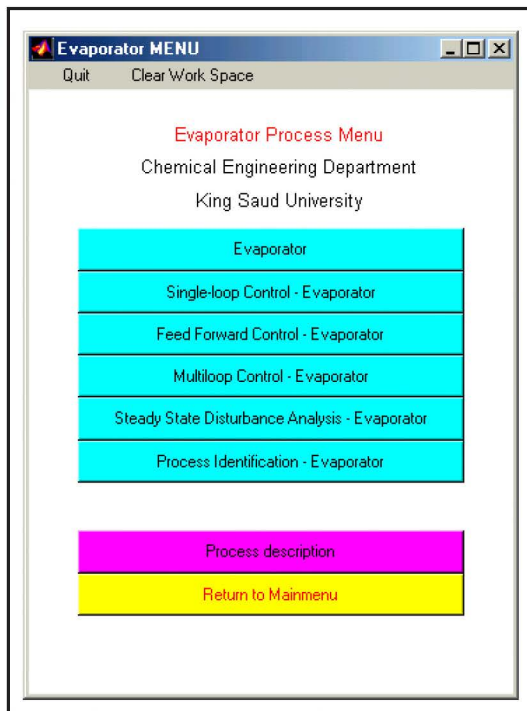 Evaporator MENU
Quit Clear Work Space
Evaporator Process Menu
Chemical Engineering Department
King Saud University
Evaporator
Single-loop Control - Evaporator
Feed Forward Control - Evaporator
Multiloop Control - Evaporator
Steady State Disturbance Analysis - Evaporator
Process Identification - Evaporator
Process description
Return to Mainmenu